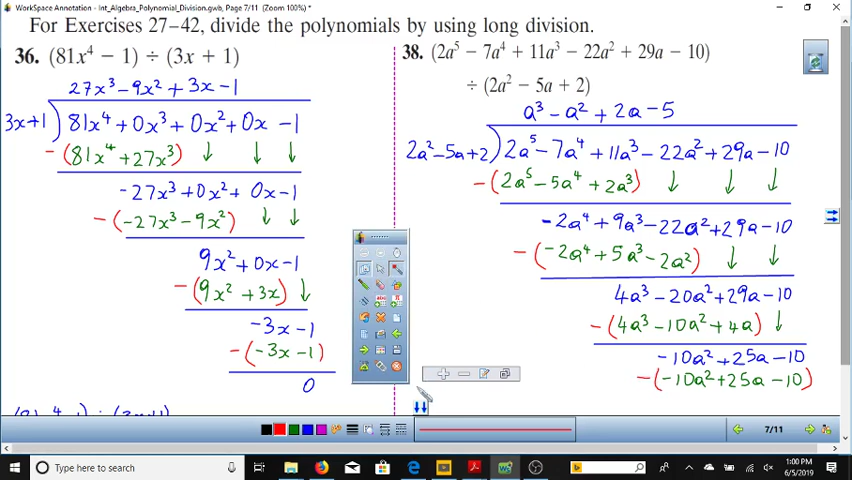 WorkSpace Annotation - Int_Algebra_Polynomial_Division.gwb, Page 7/11 (Zoom 100%) *
For Exercises 27–42, divide the polynomials by using long division.
36. (81x⁴ − 1) ÷ (3x + 1)
27x³ − 9x² + 3x − 1
3x+1 ) 81x⁴ + 0x³ + 0x² + 0x − 1
− (81x⁴ + 27x³) ↓ ↓ ↓
−27x³ + 0x² + 0x − 1
− (−27x³ − 9x²) ↓ ↓
9x² + 0x − 1
− (9x² + 3x) ↓
−3x − 1
− (−3x − 1)
0
38. (2a⁵ − 7a⁴ + 11a³ − 22a² + 29a − 10)
÷ (2a² − 5a + 2)
a³ − a² + 2a − 5
2a² − 5a + 2 ) 2a⁵ − 7a⁴ + 11a³ − 22a² + 29a − 10
− (2a⁵ − 5a⁴ + 2a³) ↓ ↓ ↓
−2a⁴ + 9a³ − 22a² + 29a − 10
− (−2a⁴ + 5a³ − 2a²) ↓ ↓
4a³ − 20a² + 29a − 10
− (4a³ − 10a² + 4a) ↓
−10a² + 25a − 10
− (−10a² + 25a − 10)
7/11
Type here to search
1:00 PM
6/5/2019